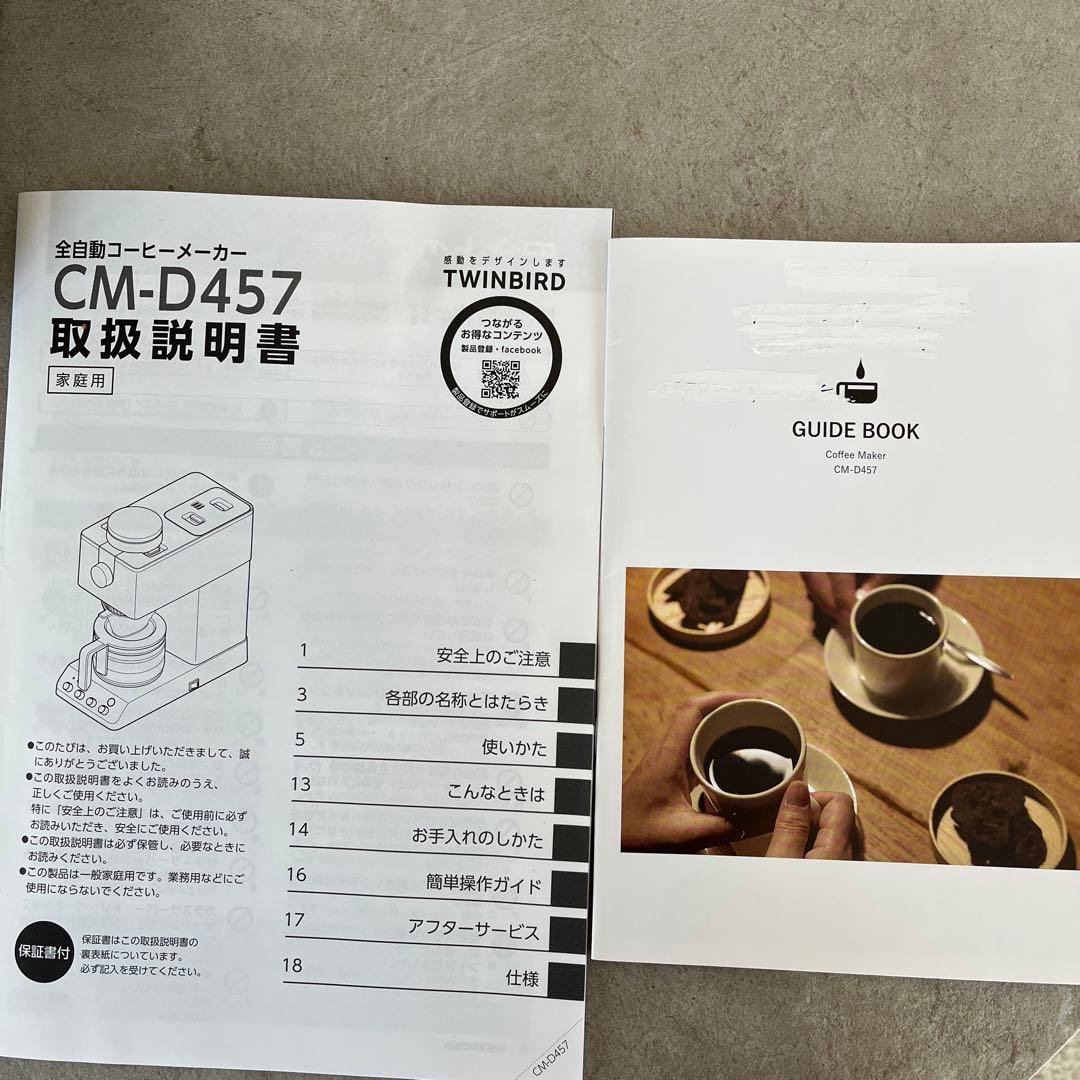 全自動コーヒーメーカー
CM-D457
取扱説明書
家庭用
感動をデザインします
TWINBIRD
つながる
お得なコンテンツ
製品登録・facebook
製品登録でサポートがスムーズに
1 安全上のご注意
3 各部の名称とはたらき
5 使いかた
13 こんなときは
14 お手入れのしかた
16 簡単操作ガイド
17 アフターサービス
18 仕様
●このたびは、お買い上げいただきまして、誠
にありがとうございました。
●この取扱説明書をよくお読みのうえ、
正しくご使用ください。
特に「安全上のご注意」は、ご使用前に必ず
お読みいただき、安全にご使用ください。
●この取扱説明書は必ず保管し、必要なときに
お読みください。
●この製品は一般家庭用です。業務用などにご
使用にならないでください。
保証書付
保証書はこの取扱説明書の
裏表紙についています。
必ず記入を受けてください。
CM-D457
GUIDE BOOK
Coffee Maker
CM-D457